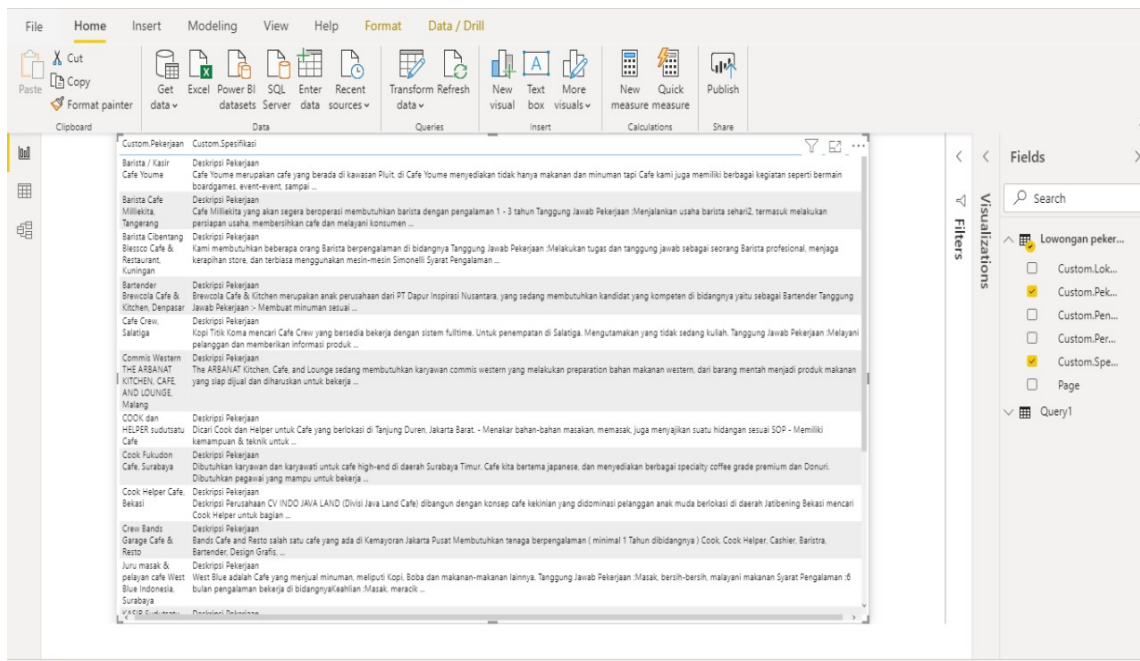 File Home Insert Modeling View Help Format Data / Drill
Paste
Cut
Copy
Format painter
Clipboard
Get data
Excel
Power BI datasets
SQL Server
Enter data
Recent sources
Data
Transform data
Refresh
Queries
New visual
Text box
More visuals
Insert
New measure
Quick measure
Calculations
Publish
Share
Custom.Pekerjaan Custom.Spesifikasi
Barista / Kasir Deskripsi Pekerjaan
Cafe Youme Cafe Youme merupakan cafe yang berada di kawasan Pluit, di Cafe Youme menyediakan tidak hanya makanan dan minuman tapi Cafe kami juga memiliki berbagai kegiatan seperti bermain
boardgames, event-event, sampai ...
Barista Cafe Deskripsi Pekerjaan
Milliekita, Cafe Milliekita yang akan segera beroperasi membutuhkan barista dengan pengalaman 1 - 3 tahun Tanggung Jawab Pekerjaan :Menjalankan usaha barista sehari2, termasuk melakukan
Tangerang persiapan usaha, membersihkan cafe dan melayani konsumen ...
Barista Cibentang Deskripsi Pekerjaan
Blessco Cafe & Kami membutuhkan beberapa orang Barista berpengalaman di bidangnya Tanggung Jawab Pekerjaan :Melakukan tugas dan tanggung jawab sebagai seorang Barista profesional, menjaga
Restaurant, kerapihan store, dan terbiasa menggunakan mesin-mesin Simonelli Syarat Pengalaman ...
Kuningan
Bartender Deskripsi Pekerjaan
Brewcola Cafe & Brewcola Cafe & Kitchen merupakan anak perusahaan dari PT Dapur Inspirasi Nusantara, yang sedang membutuhkan kandidat yang kompeten di bidangnya yaitu sebagai Bartender Tanggung
Kitchen, Denpasar Jawab Pekerjaan :- Membuat minuman sesuai ...
Cafe Crew, Deskripsi Pekerjaan
Salatiga Kopi Titik Koma mencari Cafe Crew yang bersedia bekerja dengan sistem fulltime. Untuk penempatan di Salatiga. Mengutamakan yang tidak sedang kuliah. Tanggung Jawab Pekerjaan :Melayani
pelanggan dan memberikan informasi produk ...
Commis Western Deskripsi Pekerjaan
THE ARBANAT The ARBANAT Kitchen, Cafe, and Lounge sedang membutuhkan karyawan commis western yang melakukan preparation bahan makanan western, dari barang mentah menjadi produk makanan
KITCHEN, CAFE, yang siap dijual dan diharuskan untuk bekerja ...
AND LOUNGE,
Malang
COOK dan Deskripsi Pekerjaan
HELPER sudutsatu Dicari Cook dan Helper untuk Cafe yang berlokasi di Tanjung Duren, Jakarta Barat. - Menakar bahan-bahan masakan, memasak, juga menyajikan suatu hidangan sesuai SOP - Memiliki
Cafe kemampuan & teknik untuk ...
Cook Fukudon Deskripsi Pekerjaan
Cafe, Surabaya Dibutuhkan karyawan dan karyawati untuk cafe high-end di daerah Surabaya Timur. Cafe kita bertema japanese, dan menyediakan berbagai specialty coffee grade premium dan Donuri.
Dibutuhkan pegawai yang mampu untuk bekerja ...
Cook Helper Cafe, Deskripsi Pekerjaan
Bekasi Deskripsi Perusahaan CV INDO JAVA LAND (Divisi Java Land Cafe) dibangun dengan konsep cafe kekinian yang didominasi pelanggan anak muda berlokasi di daerah Jatibening Bekasi mencari
Cook Helper untuk bagian ...
Crew Bands Deskripsi Pekerjaan
Garage Cafe & Bands Cafe and Resto salah satu cafe yang ada di Kemayoran Jakarta Pusat Membutuhkan tenaga berpengalaman ( minimal 1 Tahun dibidangnya ) Cook, Cook Helper, Cashier, Baristra,
Resto Bartender, Design Grafis, ...
Juru masak & Deskripsi Pekerjaan
pelayan cafe West West Blue adalah Cafe yang menjual minuman, meliputi Kopi, Boba dan makanan-makanan lainnya. Tanggung Jawab Pekerjaan :Masak, bersih-bersih, malayani makanan Syarat Pengalaman :6
Blue Indonesia, bulan pengalaman bekerja di bidangnyaKeahlian :Masak, meracik ...
Surabaya
KASIR Sudutsatu Deskripsi Pekerjaan
Filters
Visualizations
Fields
Search
Lowongan peker...
Custom.Lok...
Custom.Pek...
Custom.Pen...
Custom.Per...
Custom.Spe...
Page
Query1